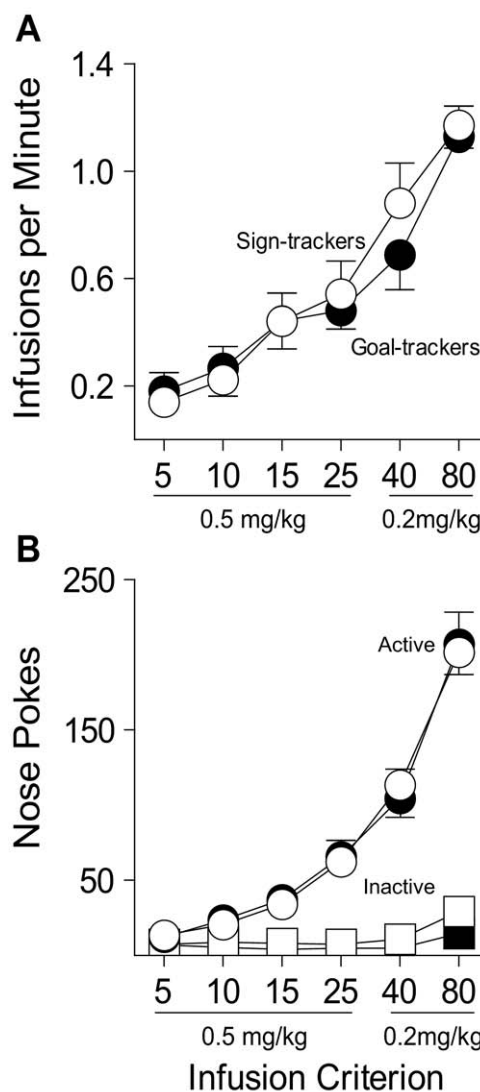 A
Infusions per Minute
1.4
1.0
0.6
0.2
Sign-trackers
Goal-trackers
5 10 15 25 40 80
0.5 mg/kg 0.2mg/kg
B
Nose Pokes
250
150
50
Active
Inactive
5 10 15 25 40 80
0.5 mg/kg 0.2mg/kg
Infusion Criterion